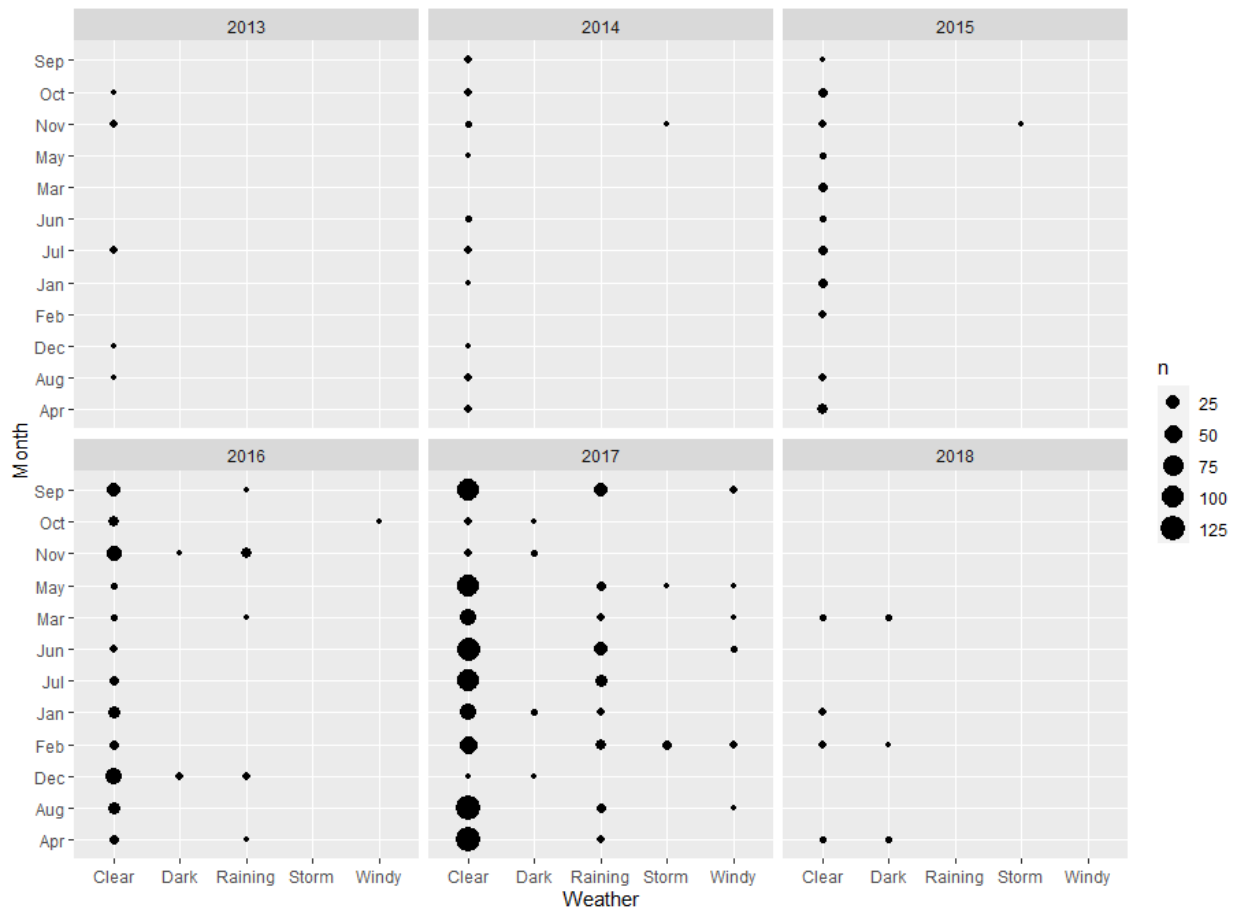 2013 2014 2015
Sep
Oct
Nov
May
Mar
Jun
Jul
Jan
Feb
Dec
Aug
Apr
Month
2016 2017 2018
Sep
Oct
Nov
May
Mar
Jun
Jul
Jan
Feb
Dec
Aug
Apr
Clear Dark Raining Storm Windy Clear Dark Raining Storm Windy Clear Dark Raining Storm Windy
Weather
n
25
50
75
100
125